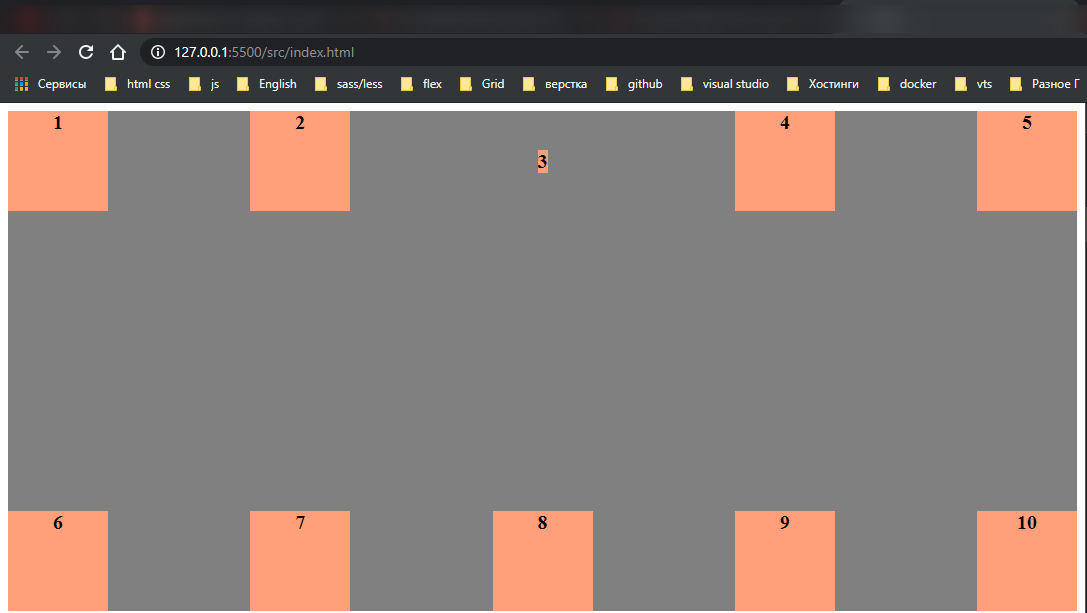 127.0.0.1:5500/src/index.html
Сервисы html css js English sass/less flex Grid верстка github visual studio Хостинги docker vts Разное Г
1 2 4 5
3
6 7 8 9 10